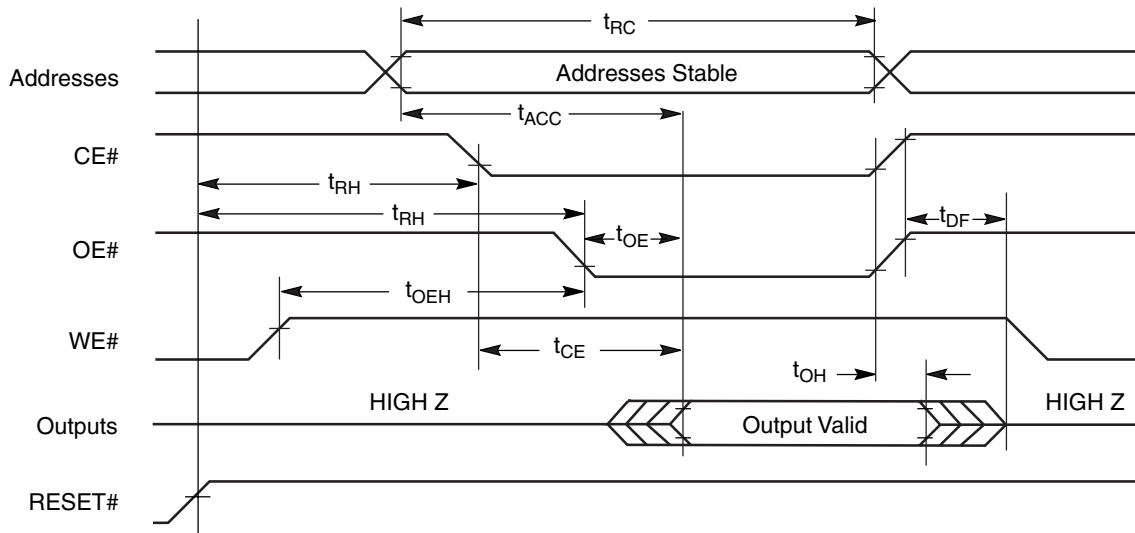 tRC
Addresses
Addresses Stable
tACC
CE#
tRH
tRH
tOE
tDF
OE#
tOEH
WE#
tCE
tOH
HIGH Z
HIGH Z
Outputs
Output Valid
RESET#